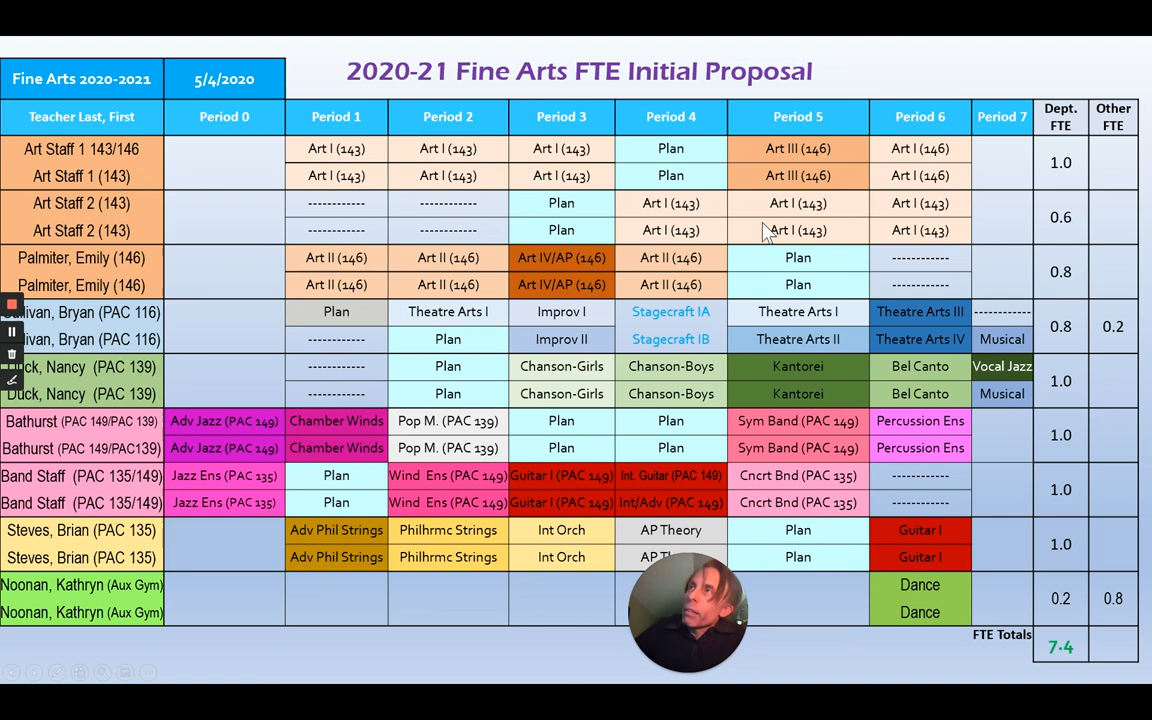 2020-21 Fine Arts FTE Initial Proposal
Fine Arts 2020-2021 5/4/2020
Teacher Last, First Period 0 Period 1 Period 2 Period 3 Period 4 Period 5 Period 6 Period 7 Dept. FTE Other FTE
Art Staff 1 143/146 Art I (143) Art I (143) Art I (143) Plan Art III (146) Art I (146) 1.0
Art Staff 1 (143) Art I (143) Art I (143) Art I (143) Plan Art III (146) Art I (146)
Art Staff 2 (143) ------------ ------------ Plan Art I (143) Art I (143) Art I (143) 0.6
Art Staff 2 (143) ------------ ------------ Plan Art I (143) Art I (143) Art I (143)
Palmiter, Emily (146) Art II (146) Art II (146) Art IV/AP (146) Art II (146) Plan ------------ 0.8
Palmiter, Emily (146) Art II (146) Art II (146) Art IV/AP (146) Art II (146) Plan ------------
Bryan (PAC 116) Plan Theatre Arts I Improv I Stagecraft IA Theatre Arts I Theatre Arts III ------------ 0.8 0.2
Bryan (PAC 116) ------------ Plan Improv II Stagecraft IB Theatre Arts II Theatre Arts IV Musical
Nancy (PAC 139) ------------ Plan Chanson-Girls Chanson-Boys Kantorei Bel Canto Vocal Jazz 1.0
Duck, Nancy (PAC 139) ------------ Plan Chanson-Girls Chanson-Boys Kantorei Bel Canto Musical
Bathurst (PAC 149/PAC 139) Adv Jazz (PAC 149) Chamber Winds Pop M. (PAC 139) Plan Plan Sym Band (PAC 149) Percussion Ens 1.0
Bathurst (PAC 149/PAC139) Adv Jazz (PAC 149) Chamber Winds Pop M. (PAC 139) Plan Plan Sym Band (PAC 149) Percussion Ens
Band Staff (PAC 135/149) Jazz Ens (PAC 135) Plan Wind Ens (PAC 149) Guitar I (PAC 149) Int. Guitar (PAC 149) Cncrt Bnd (PAC 135) ------------ 1.0
Band Staff (PAC 135/149) Jazz Ens (PAC 135) Plan Wind Ens (PAC 149) Guitar I (PAC 149) Int/Adv (PAC 149) Cncrt Bnd (PAC 135) ------------
Steves, Brian (PAC 135) Adv Phil Strings Philhrmc Strings Int Orch AP Theory Plan Guitar I 1.0
Steves, Brian (PAC 135) Adv Phil Strings Philhrmc Strings Int Orch AP Plan Guitar I
Noonan, Kathryn (Aux Gym) Dance 0.2 0.8
Noonan, Kathryn (Aux Gym) Dance
FTE Totals 7.4